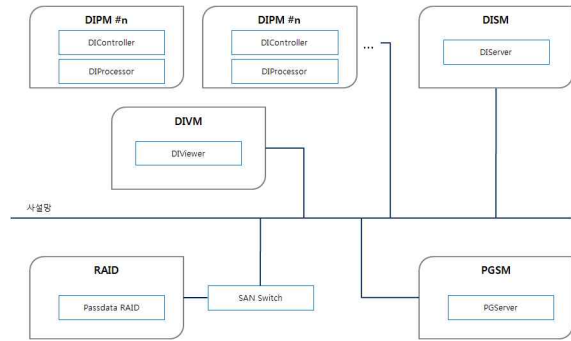 DIPM #n
DIController
DIProcessor
DIPM #n
DIController
DIProcessor
...
DISM
DIServer
DIVM
DIViewer
사설망
RAID
Passdata RAID
SAN Switch
PGSM
PGServer